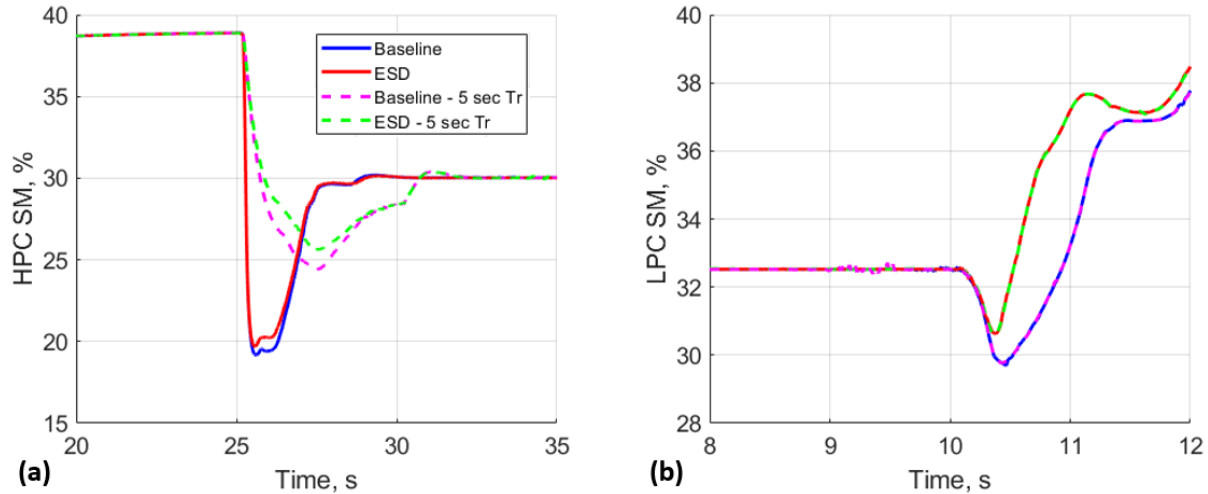 40
35
30
25
20
15
HPC SM, %
20
25
30
35
Time, s
(a)
Baseline
ESD
Baseline - 5 sec Tr
ESD - 5 sec Tr
40
38
36
34
32
30
28
LPC SM, %
8
9
10
11
12
Time, s
(b)